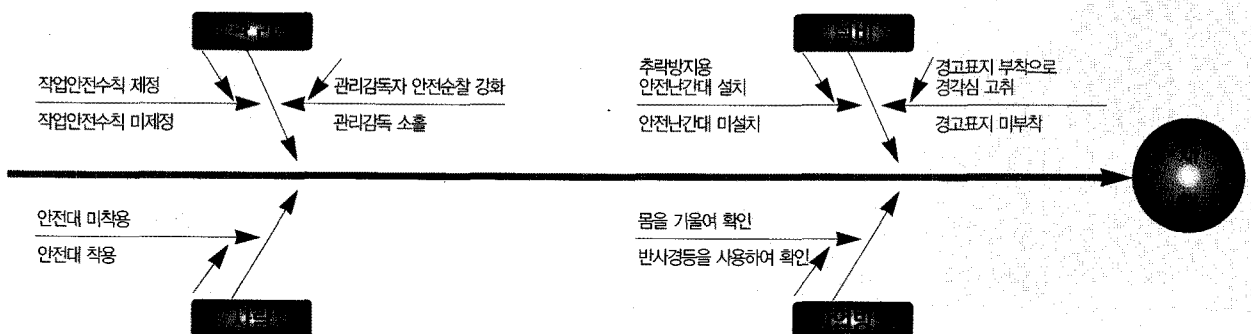 작업안전수칙 제정
작업안전수칙 미제정
관리감독자 안전순찰 강화
관리감독 소홀
추락방지용
안전난간대 설치
안전난간대 미설치
경고표지 부착으로
경각심 고취
경고표지 미부착
안전대 미착용
안전대 착용
몸을 기울여 확인
반사경등을 사용하여 확인